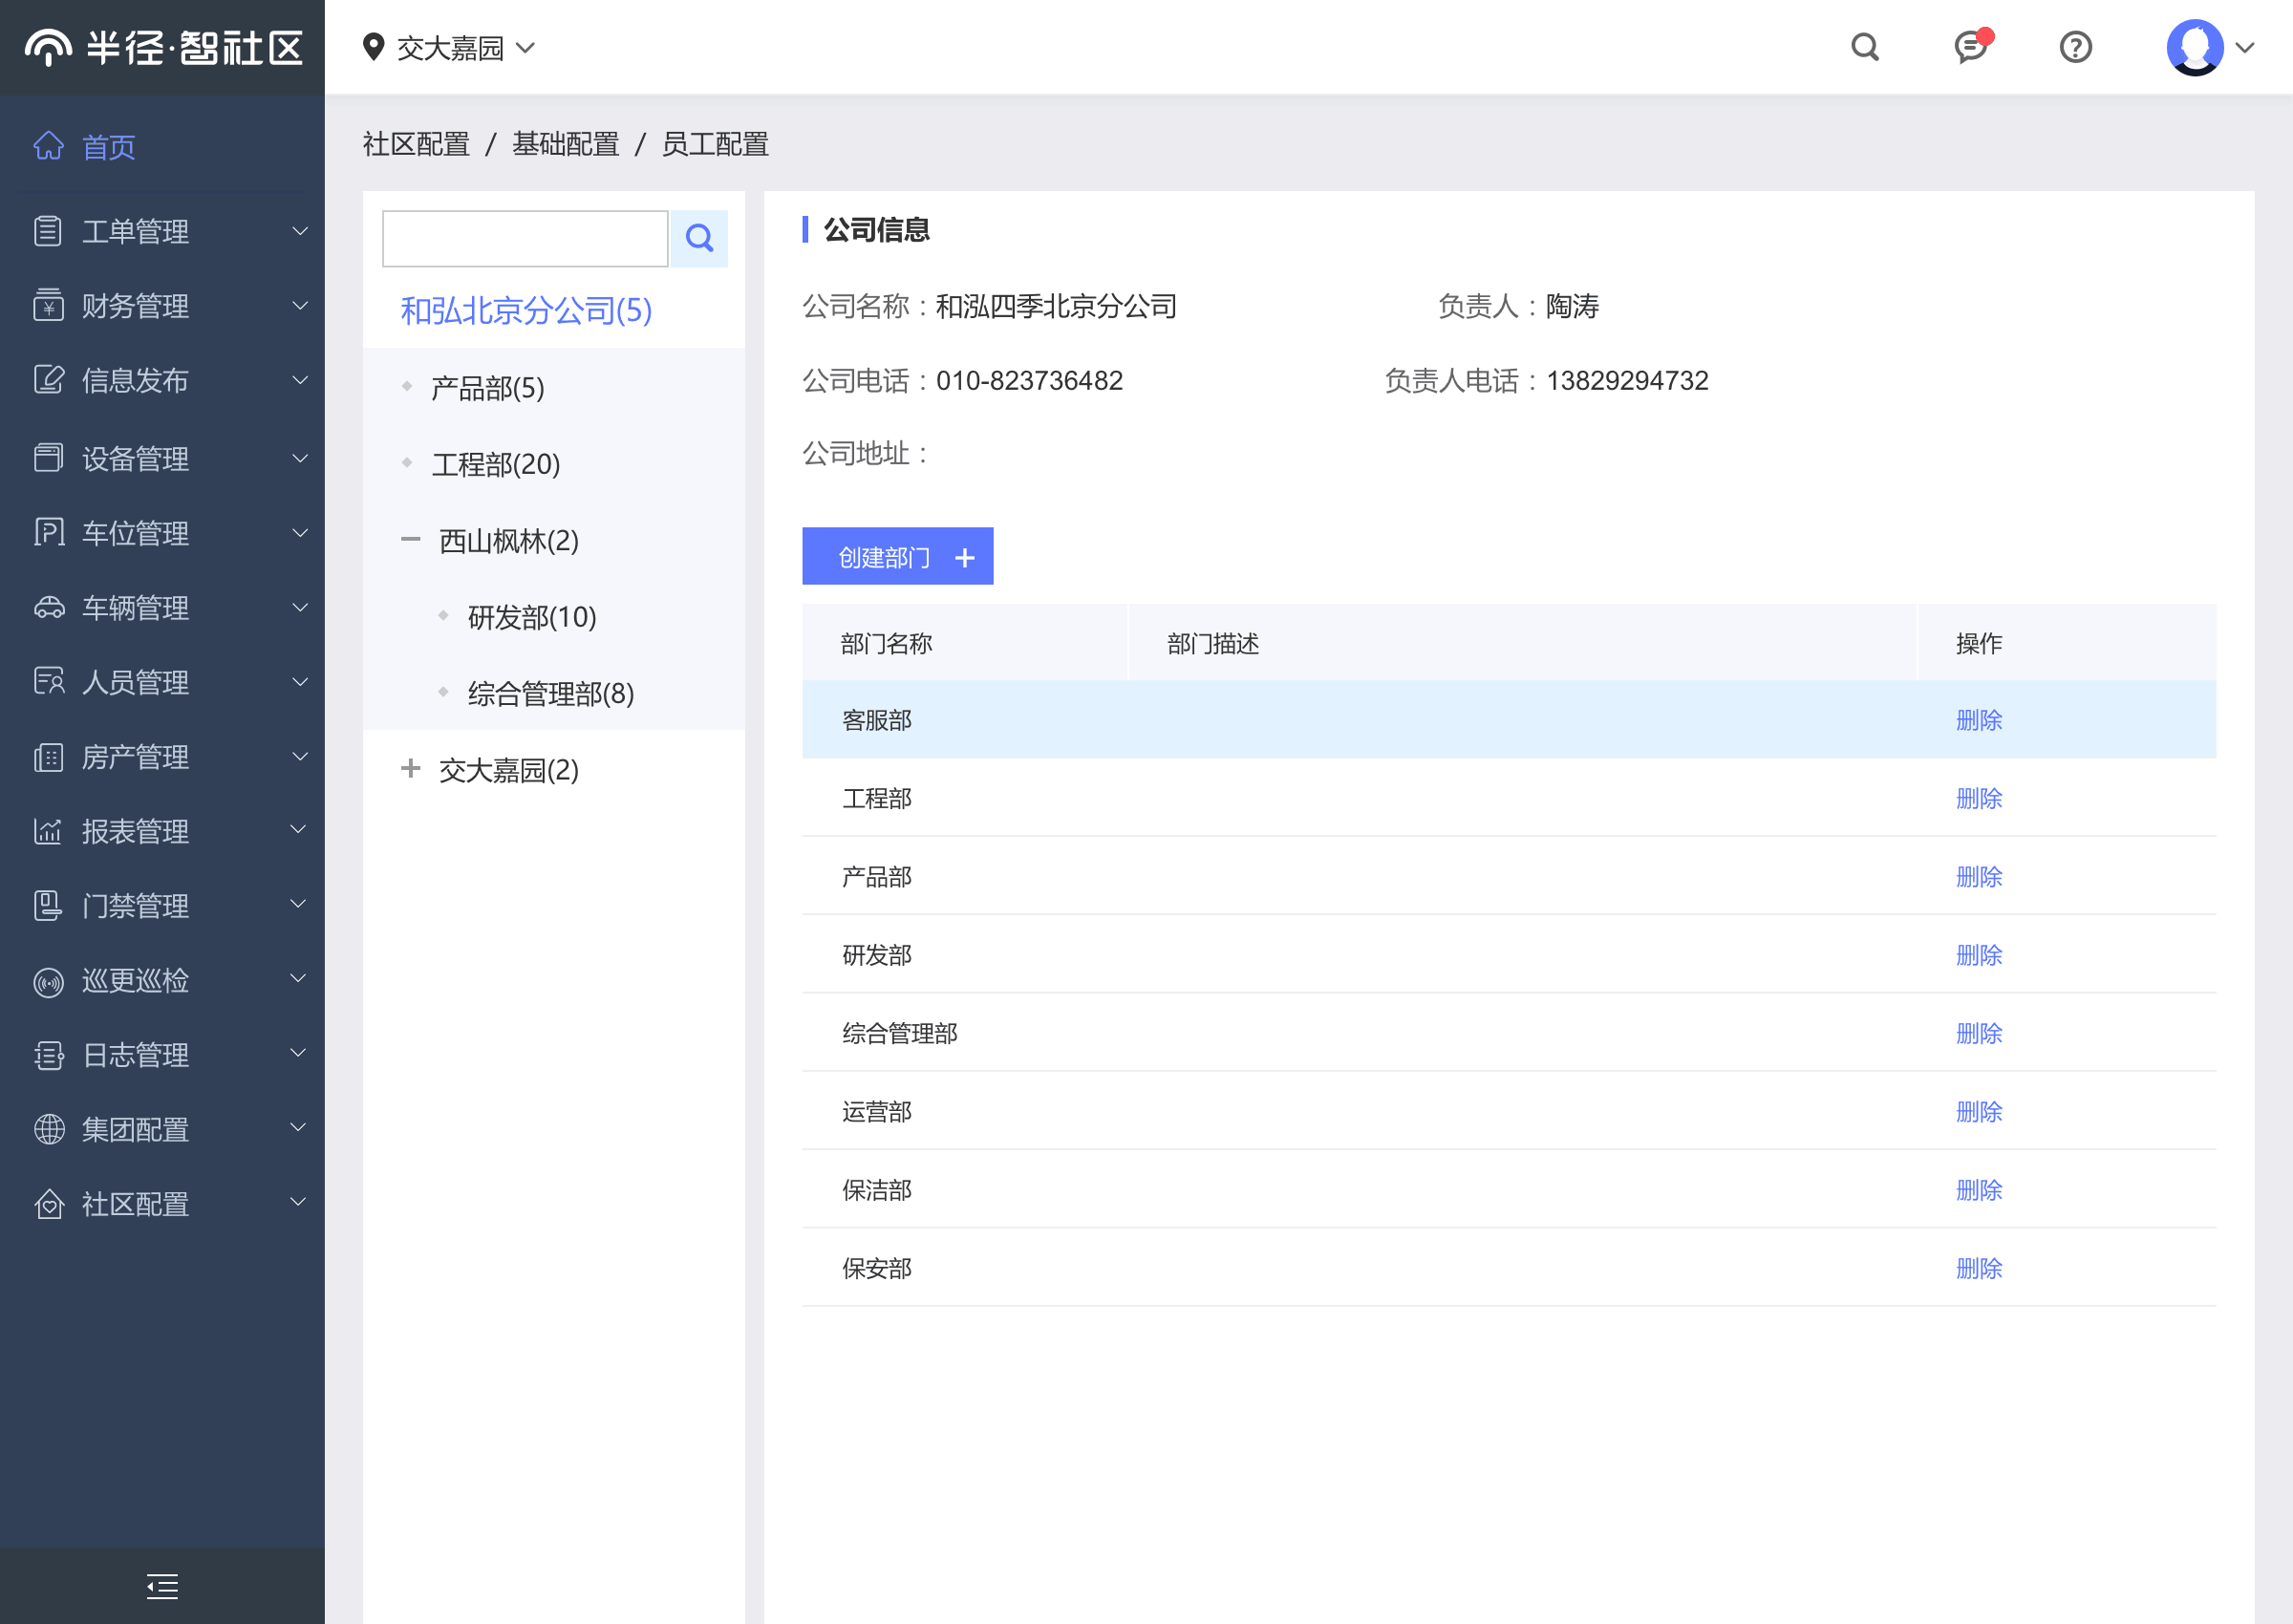 半径·智社区
交大嘉园
首页
工单管理
财务管理
信息发布
设备管理
车位管理
车辆管理
人员管理
房产管理
报表管理
门禁管理
巡更巡检
日志管理
集团配置
社区配置
社区配置 / 基础配置 / 员工配置
和弘北京分公司(5)
产品部(5)
工程部(20)
西山枫林(2)
研发部(10)
综合管理部(8)
交大嘉园(2)
公司信息
公司名称：和泓四季北京分公司 负责人：陶涛
公司电话：010-823736482 负责人电话：13829294732
公司地址：
创建部门 +
部门名称 部门描述 操作
客服部 删除
工程部 删除
产品部 删除
研发部 删除
综合管理部 删除
运营部 删除
保洁部 删除
保安部 删除